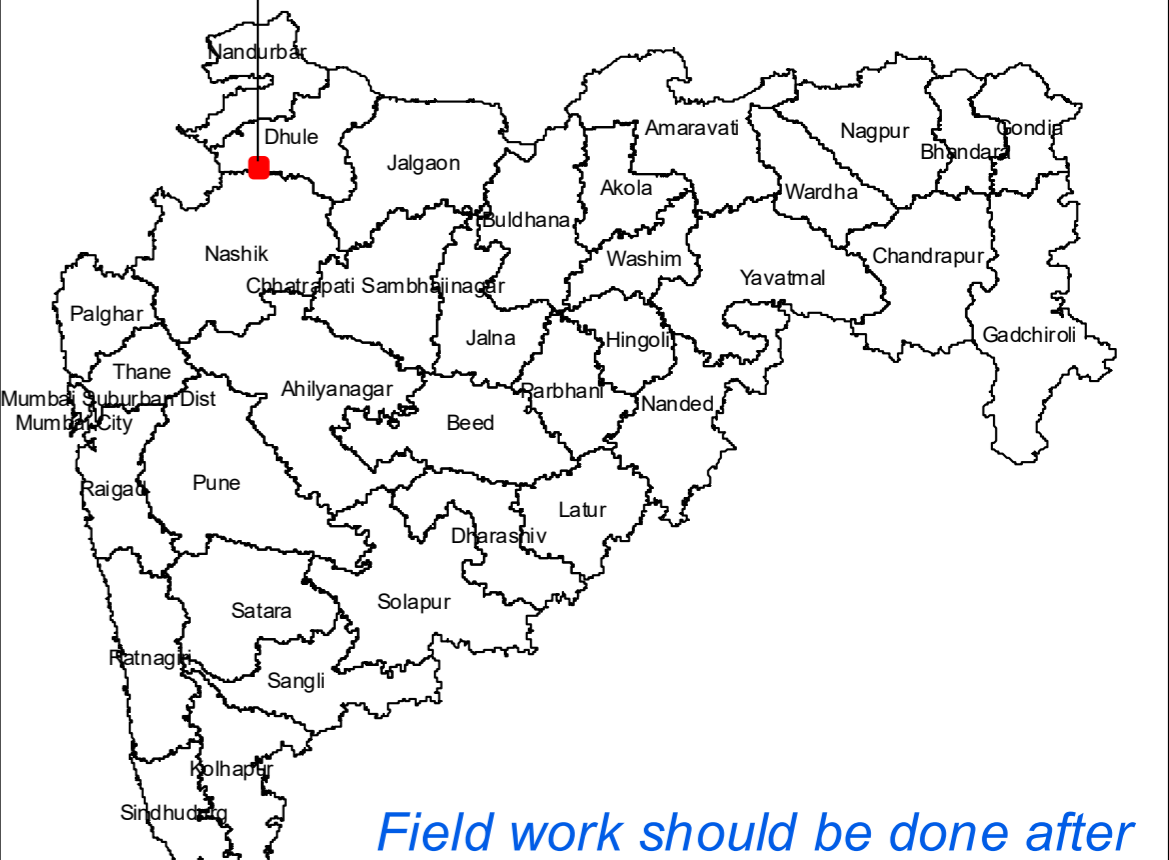 Nandurbar
Dhule
Jalgaon
Amaravati
Nagpur
Gondia
Bhandara
Akola
Wardha
Buldhana
Nashik
Washim
Chandrapur
Chhatrapati Sambhajinagar
Yavatmal
Palghar
Jalna
Hingoli
Gadchiroli
Thane
Ahilyanagar
Parbhani
Mumbai Suburban Dist
Nanded
Mumbai City
Beed
Raigad
Pune
Latur
Dharashiv
Satara
Solapur
Ratnagiri
Sangli
Kolhapur
Sindhudurg
Field work should be done after